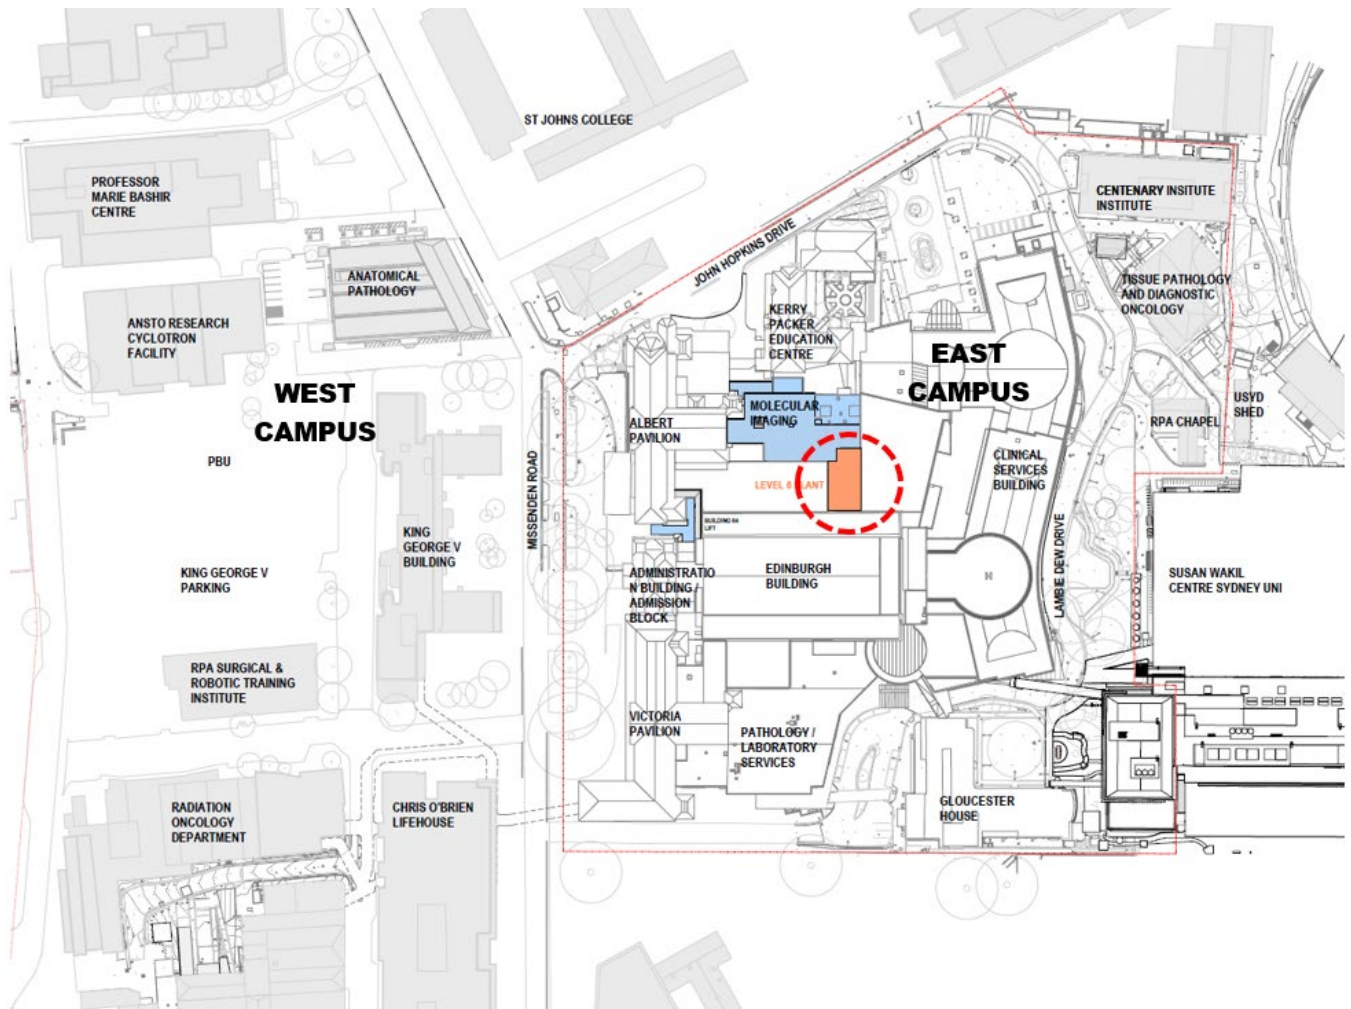 ST JOHNS COLLEGE
PROFESSOR
MARIE BASHIR
CENTRE
CENTENARY INSITUTE
INSTITUTE
JOHN HOPKINS DRIVE
ANATOMICAL
PATHOLOGY
TISSUE PATHOLOGY
AND DIAGNOSTIC
ONCOLOGY
ANSTO RESEARCH
CYCLOTRON
FACILITY
KERRY
PACKER
EDUCATION
CENTRE
EAST
CAMPUS
WEST
CAMPUS
USYD
SHED
MOLECULAR
IMAGING
RPA CHAPEL
ALBERT
PAVILION
PBU
CLINICAL
SERVICES
BUILDING
LEVEL 6 PLANT
MISSENDEN ROAD
BUILDING 64
LIFT
KING
GEORGE V
BUILDING
KING GEORGE V
PARKING
ADMINISTRATIO
N BUILDING /
ADMISSION
BLOCK
EDINBURGH
BUILDING
H
LAMBIE DEW DRIVE
SUSAN WAKIL
CENTRE SYDNEY UNI
RPA SURGICAL &
ROBOTIC TRAINING
INSTITUTE
VICTORIA
PAVILION
PATHOLOGY /
LABORATORY
SERVICES
RADIATION
ONCOLOGY
DEPARTMENT
CHRIS O'BRIEN
LIFEHOUSE
GLOUCESTER
HOUSE